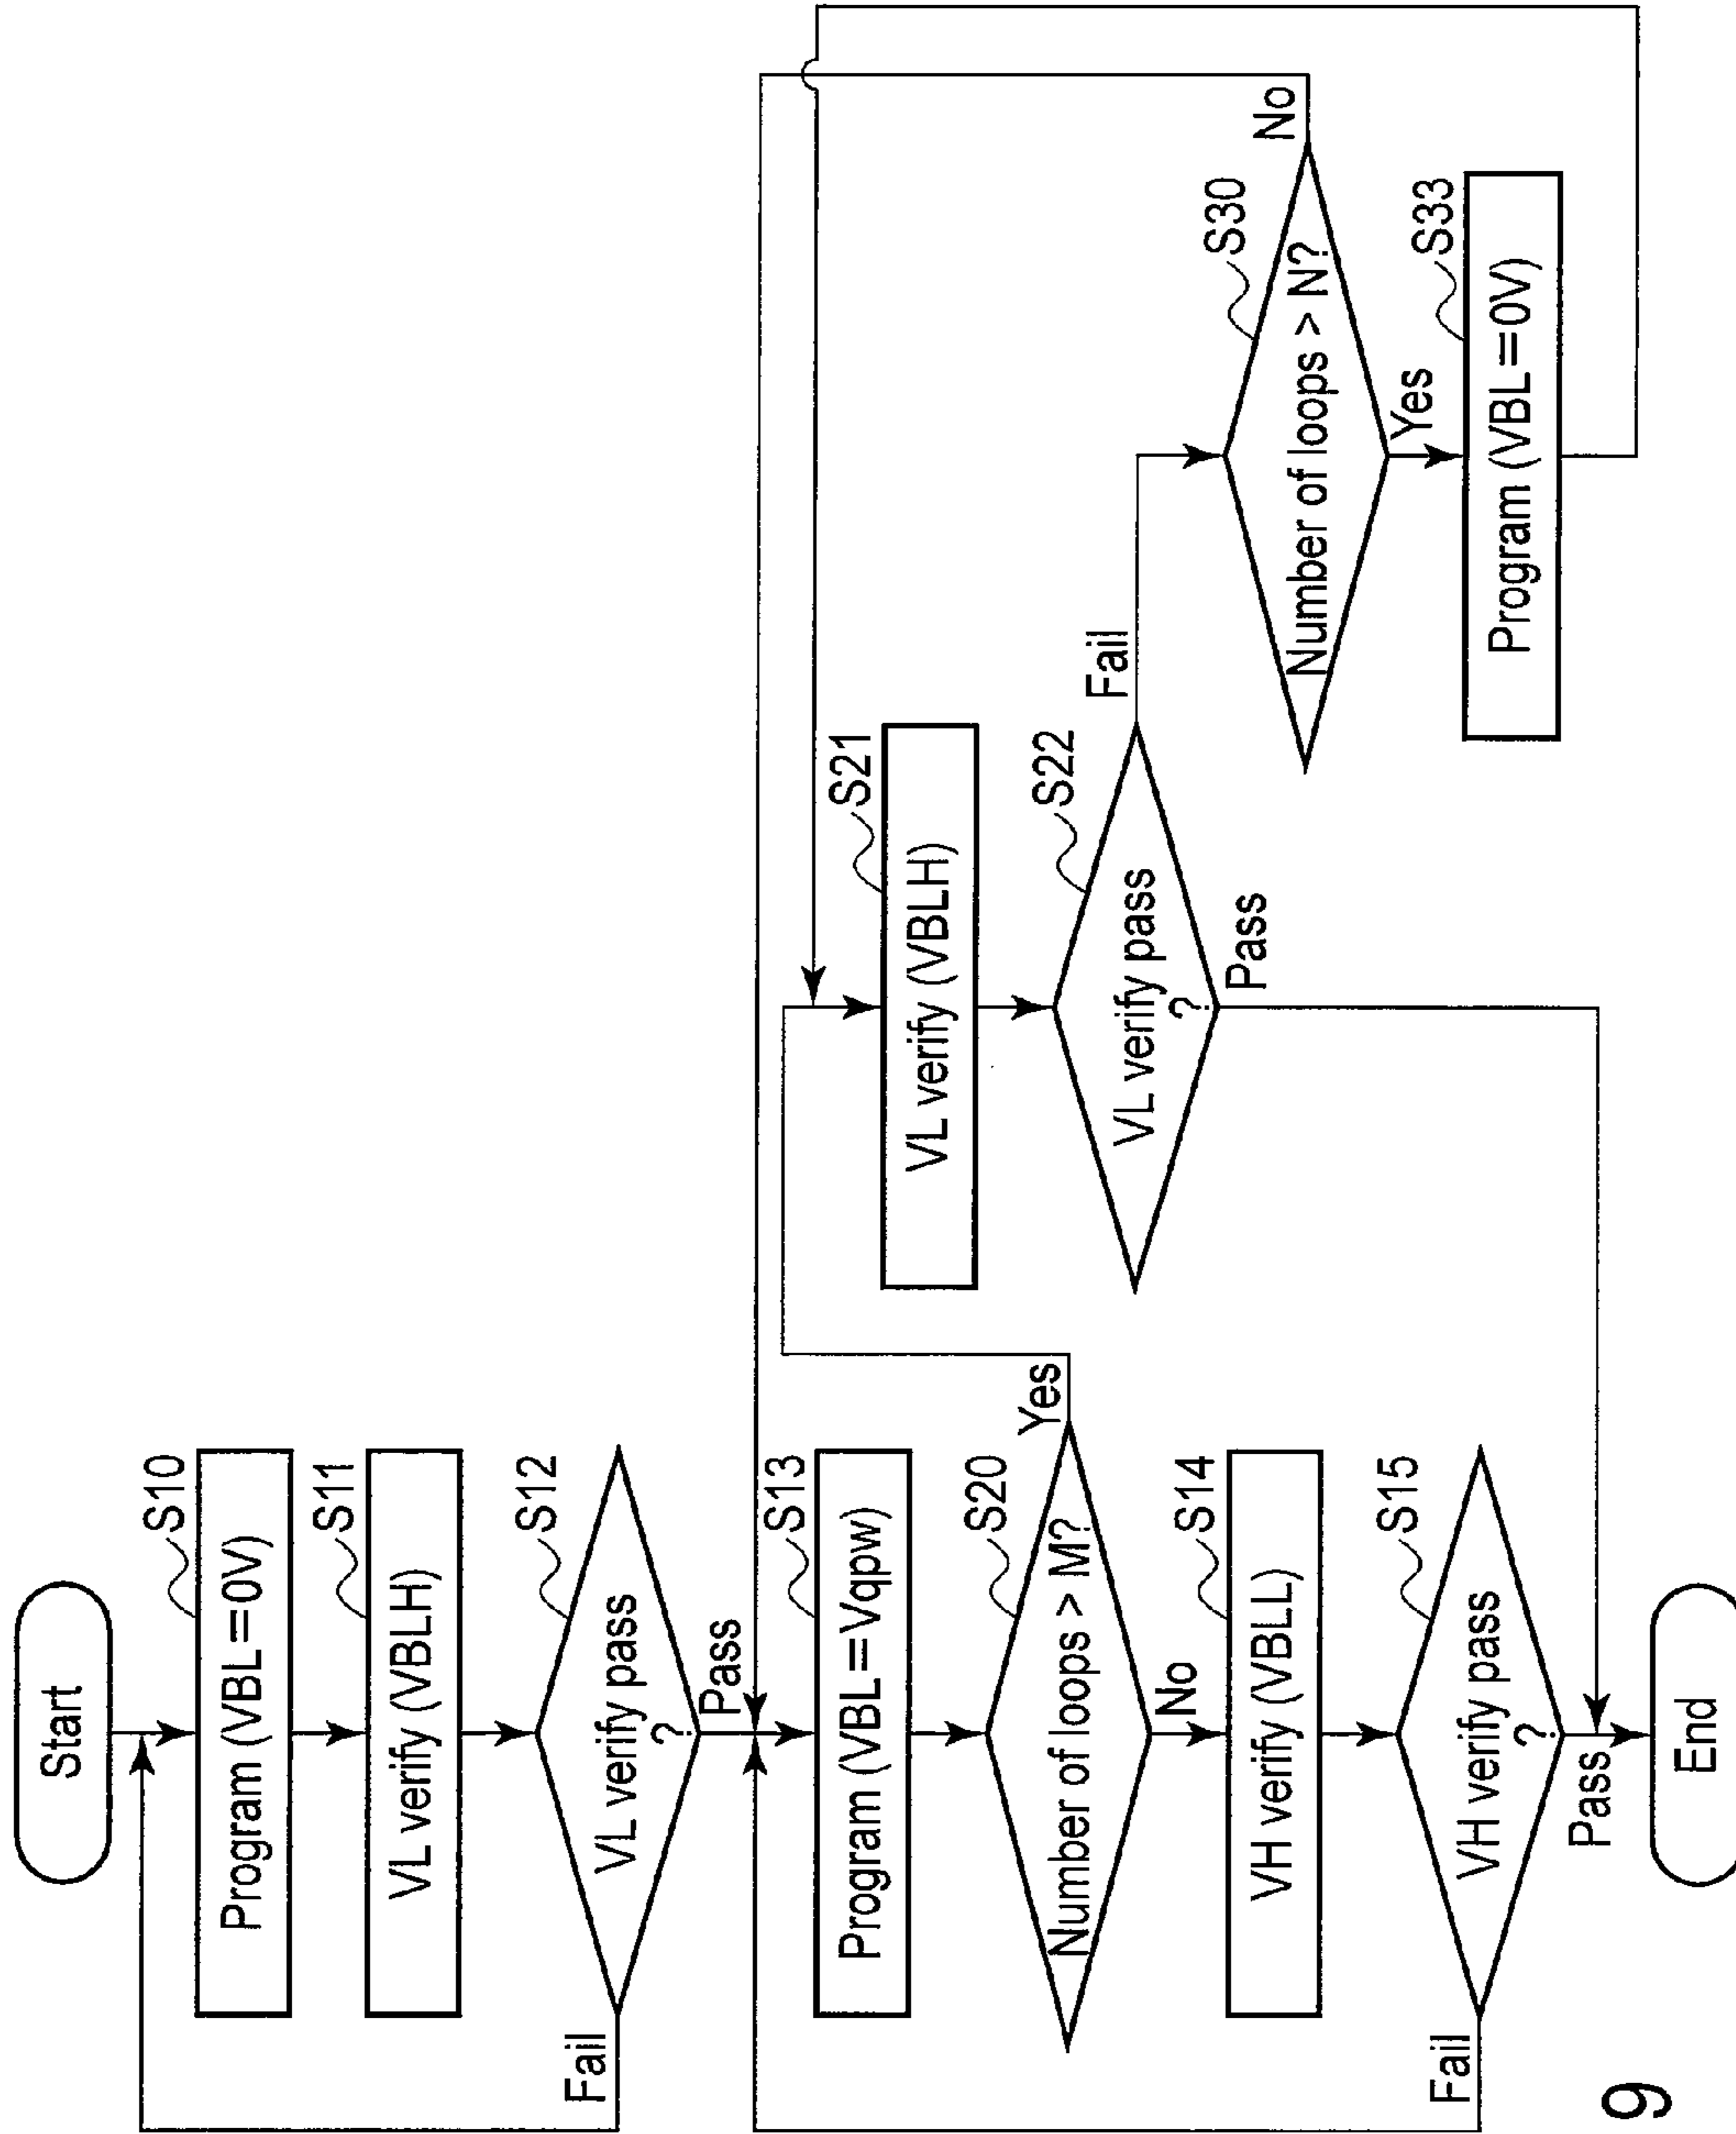 Start
Program (VBL=0V)
S10
VL verify (VBLH)
S11
VL verify pass
?
S12
Fail
Pass
Program (VBL=Vqpw)
S13
Number of loops > M?
S20
Yes
No
VH verify (VBLL)
S14
VH verify pass
?
S15
Fail
Pass
End
VL verify (VBLH)
S21
VL verify pass
?
S22
Fail
Pass
Number of loops > N?
S30
No
Yes
Program (VBL=0V)
S33
9